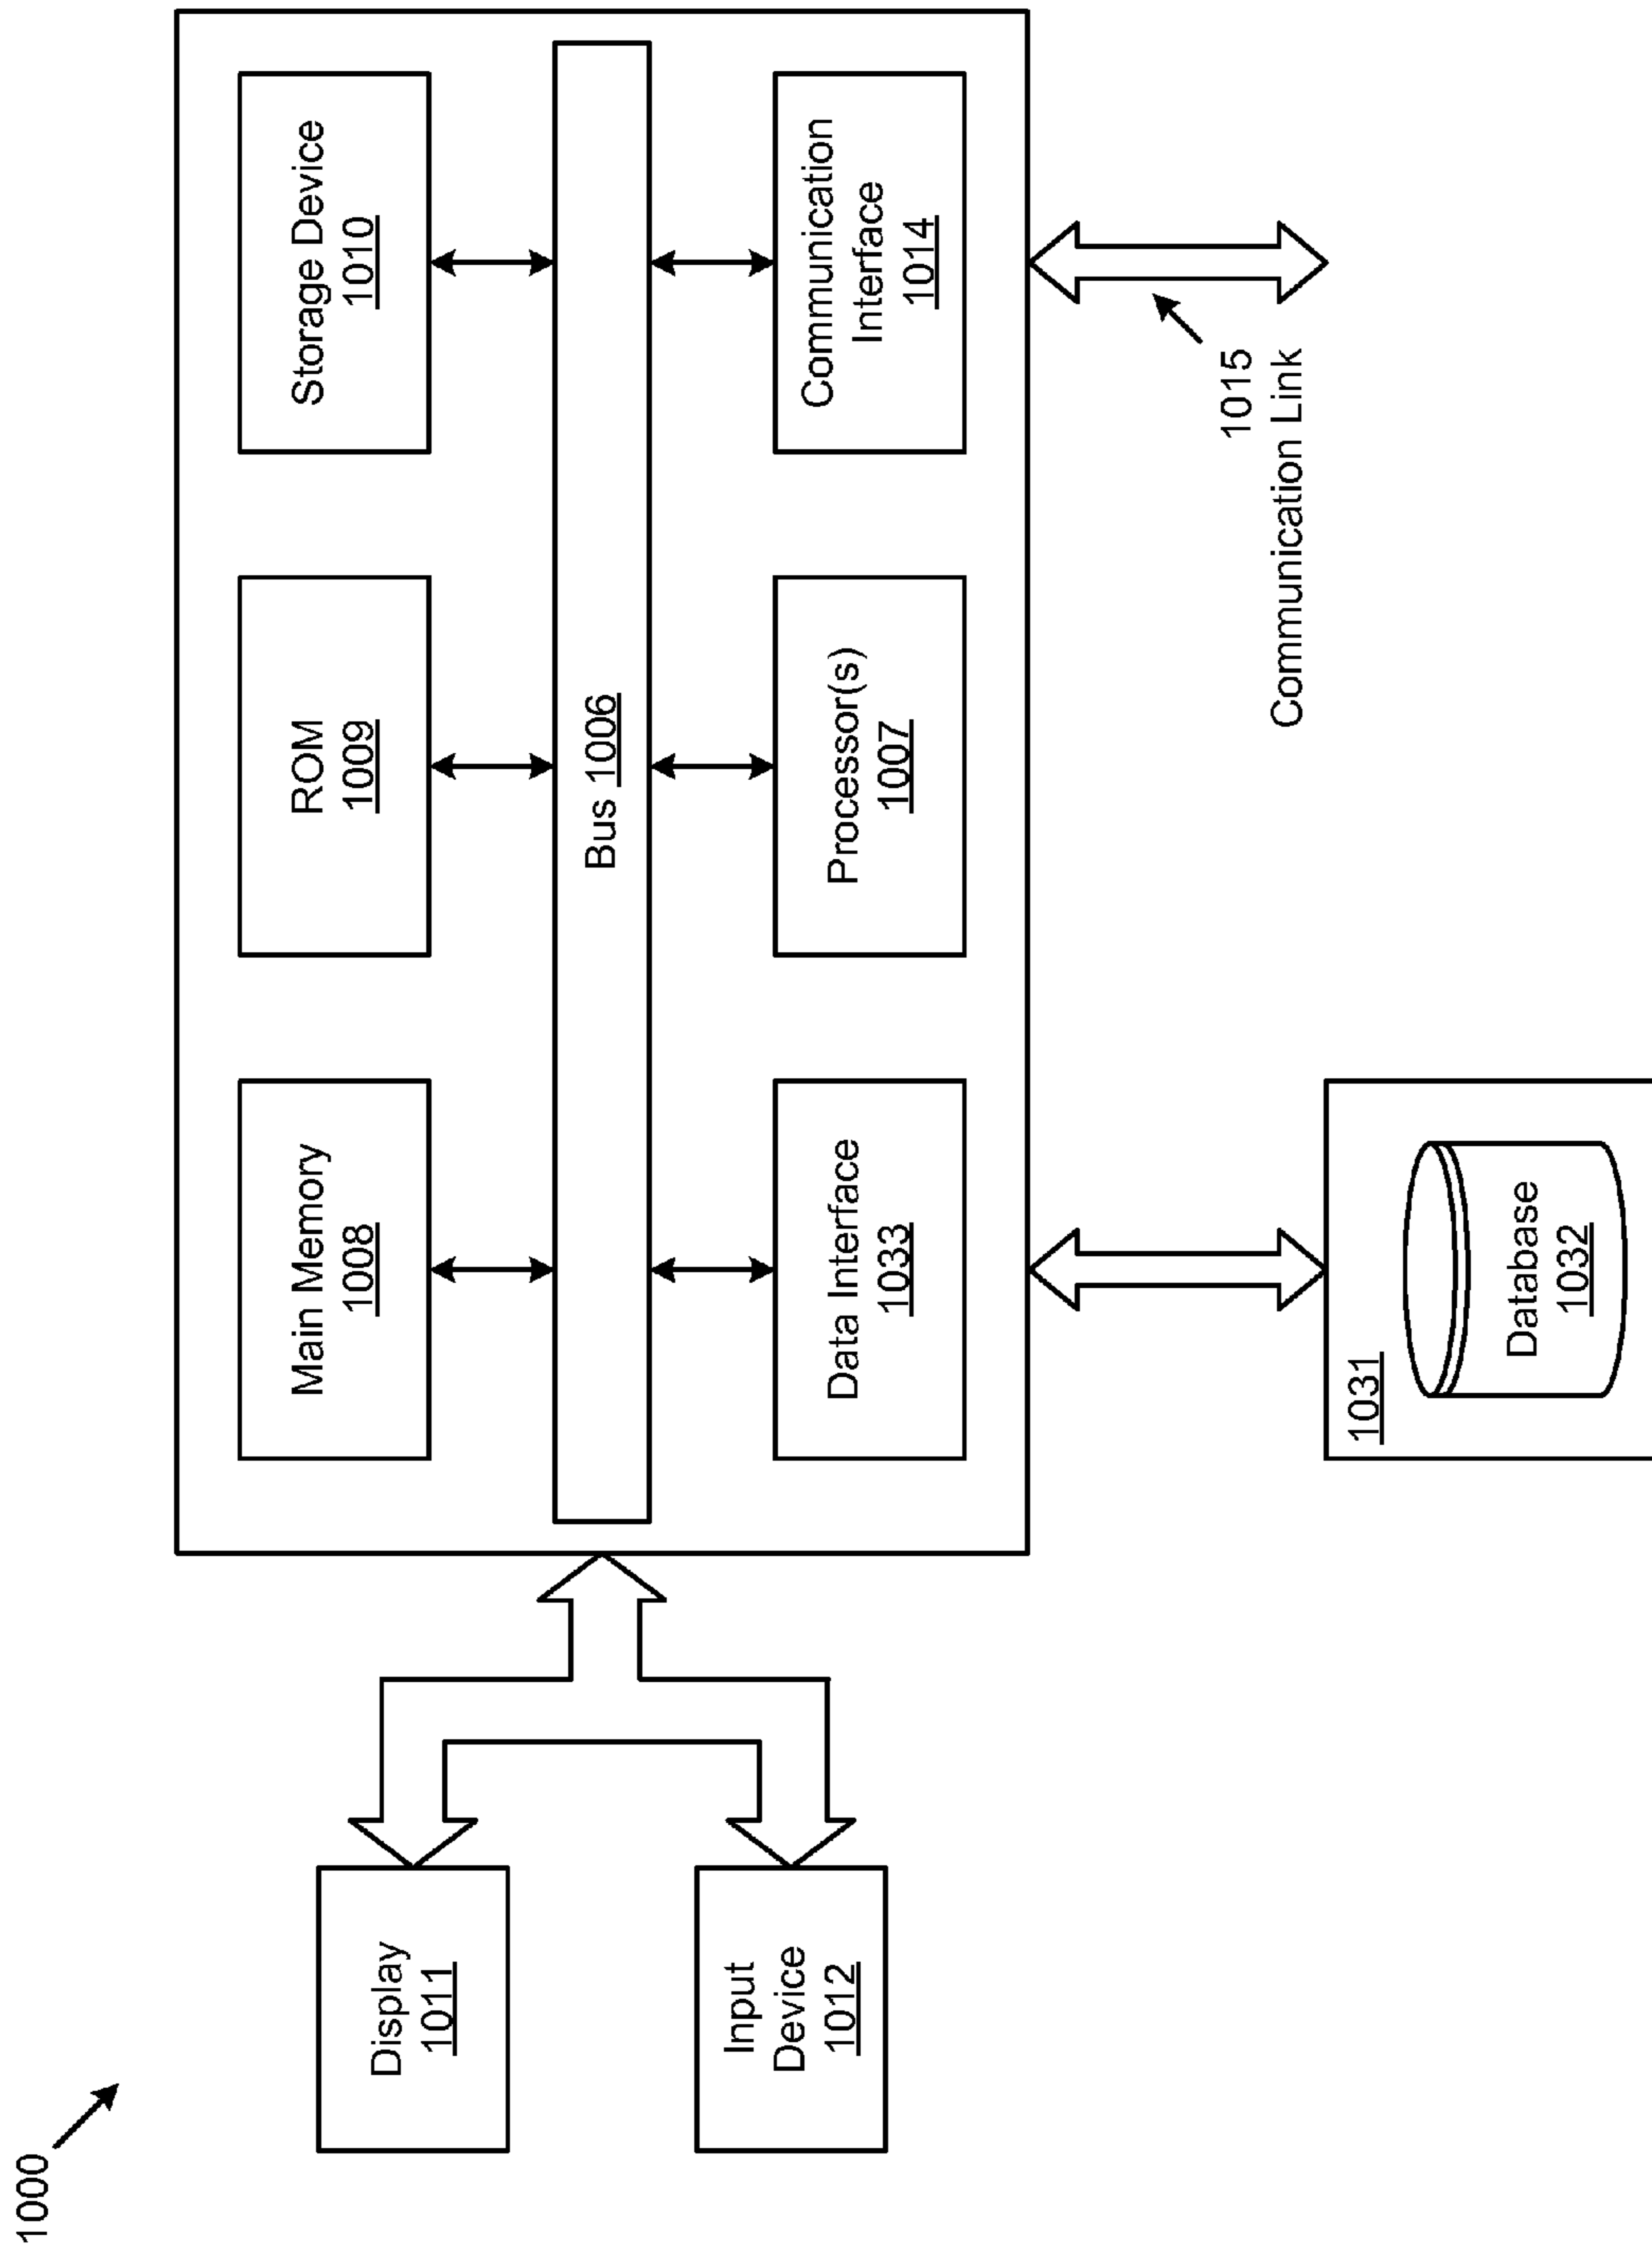 1000
Main Memory
1008
ROM
1009
Storage Device
1010
Display
1011
Bus 1006
Input
Device
1012
Data Interface
1033
Processor(s)
1007
Communication
Interface
1014
1015
Communication Link
1031
Database
1032